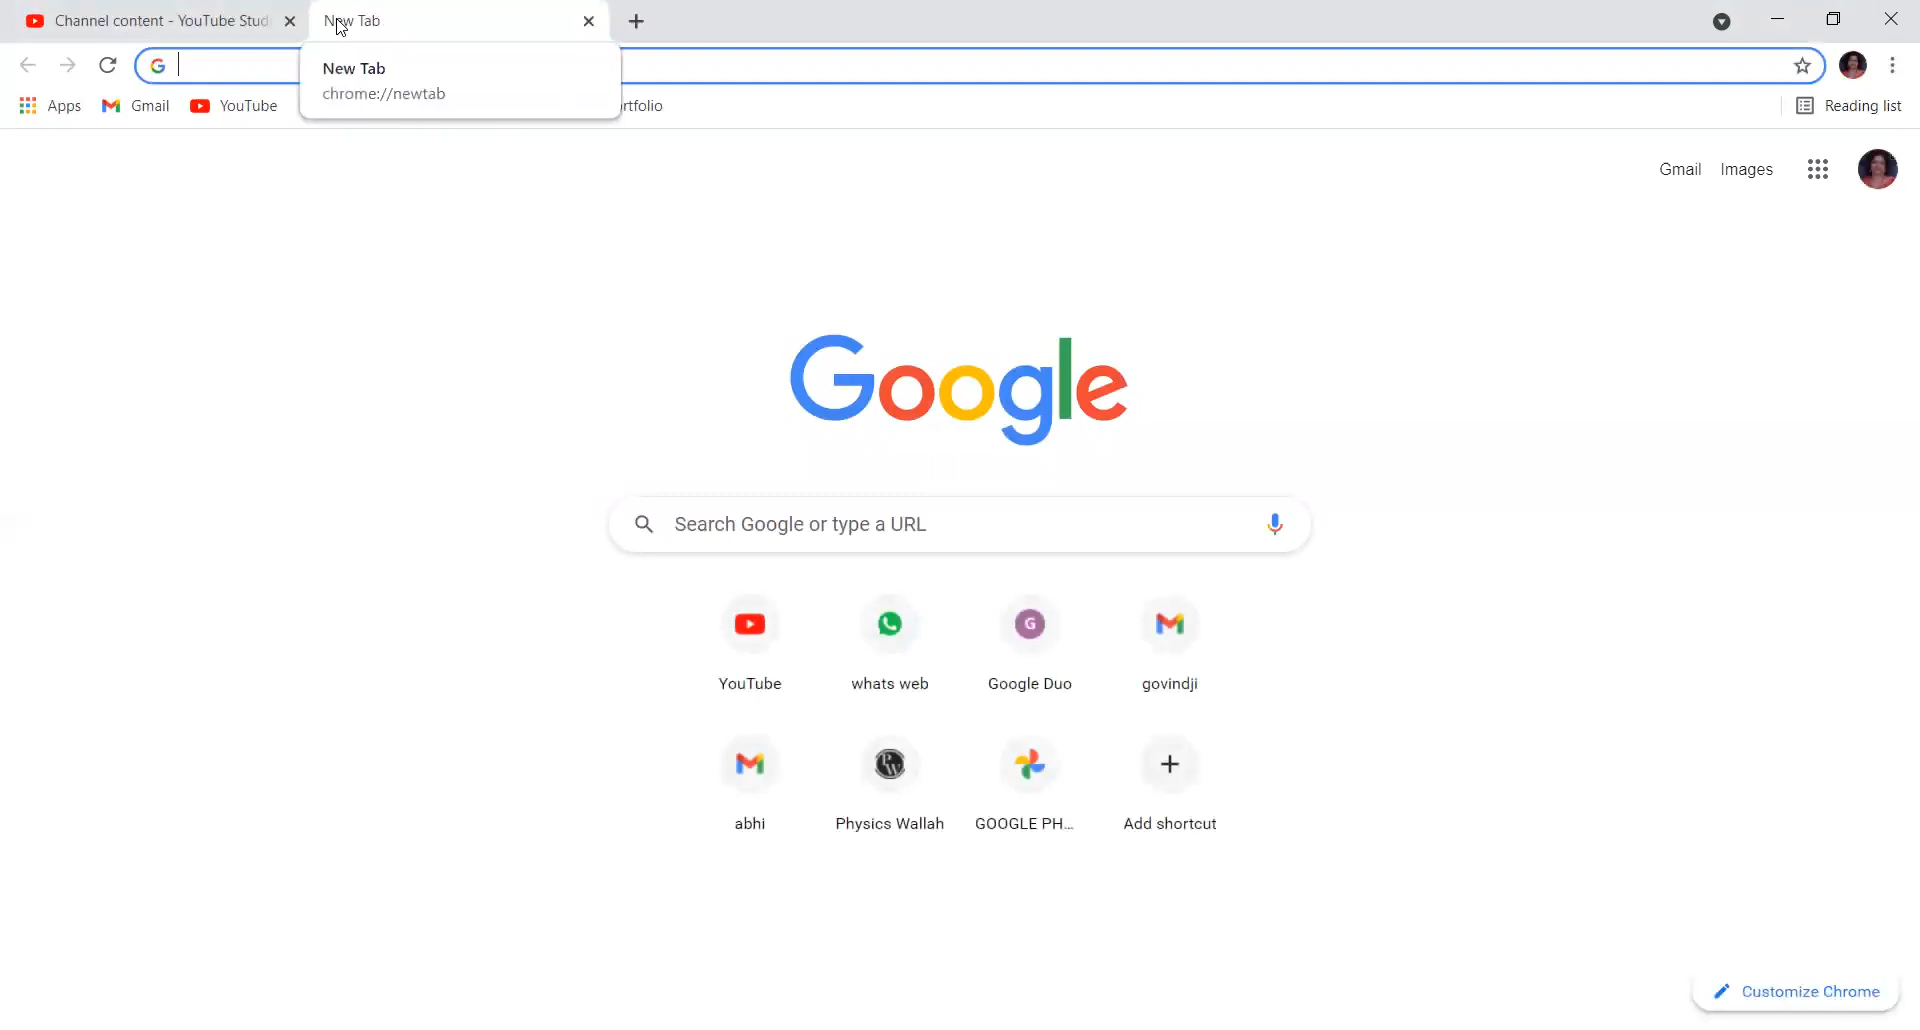 Channel content - YouTube Stud
New Tab
New Tab
chrome://newtab
Apps
Gmail
YouTube
rtfolio
Reading list
Gmail
Images
Google
Search Google or type a URL
G
YouTube
whats web
Google Duo
govindji
PW
abhi
Physics Wallah
GOOGLE PH...
Add shortcut
Customize Chrome